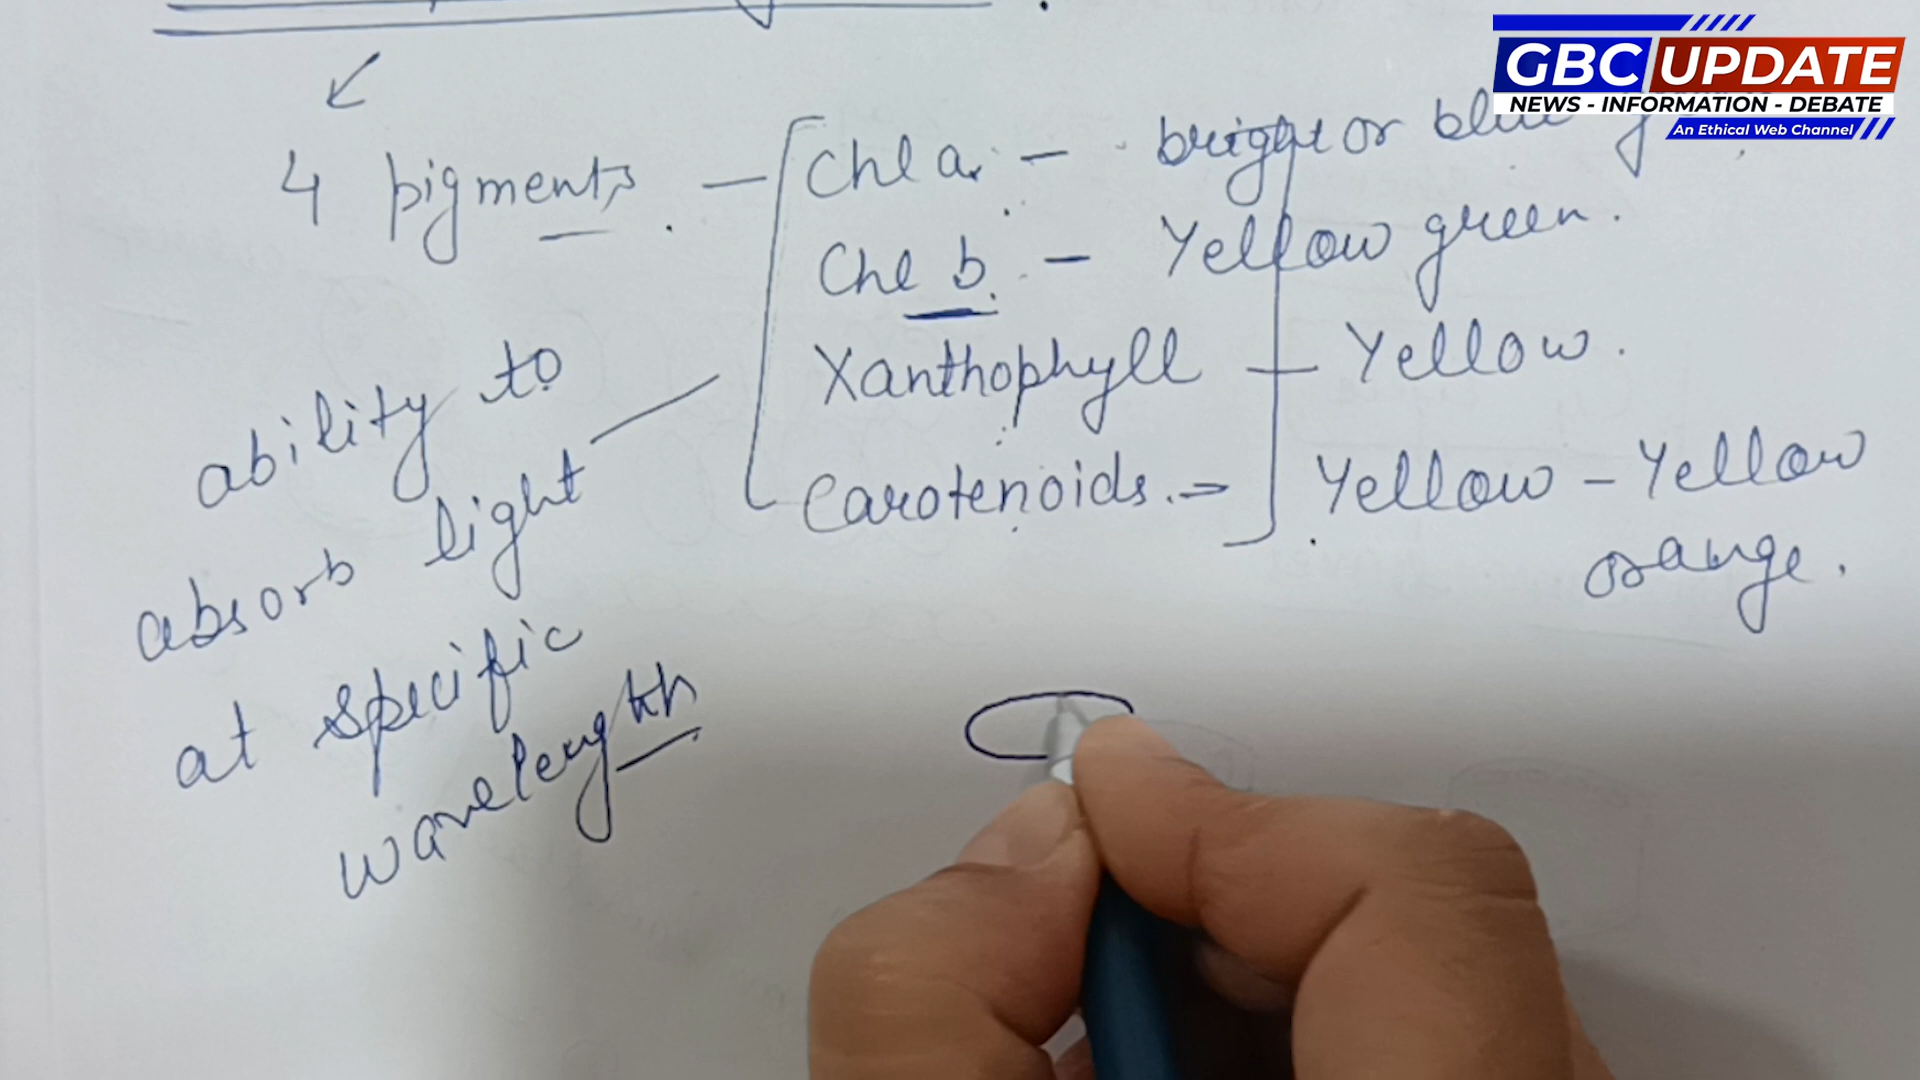 GBC UPDATE
NEWS - INFORMATION - DEBATE
An Ethical Web Channel
4 pigments - Chl a. - bright or blue
Chl b. - Yellow green.
Xanthophyll - Yellow.
Carotenoids. -> Yellow - Yellow
orange.
ability to
absorb light
at specific
wavelength